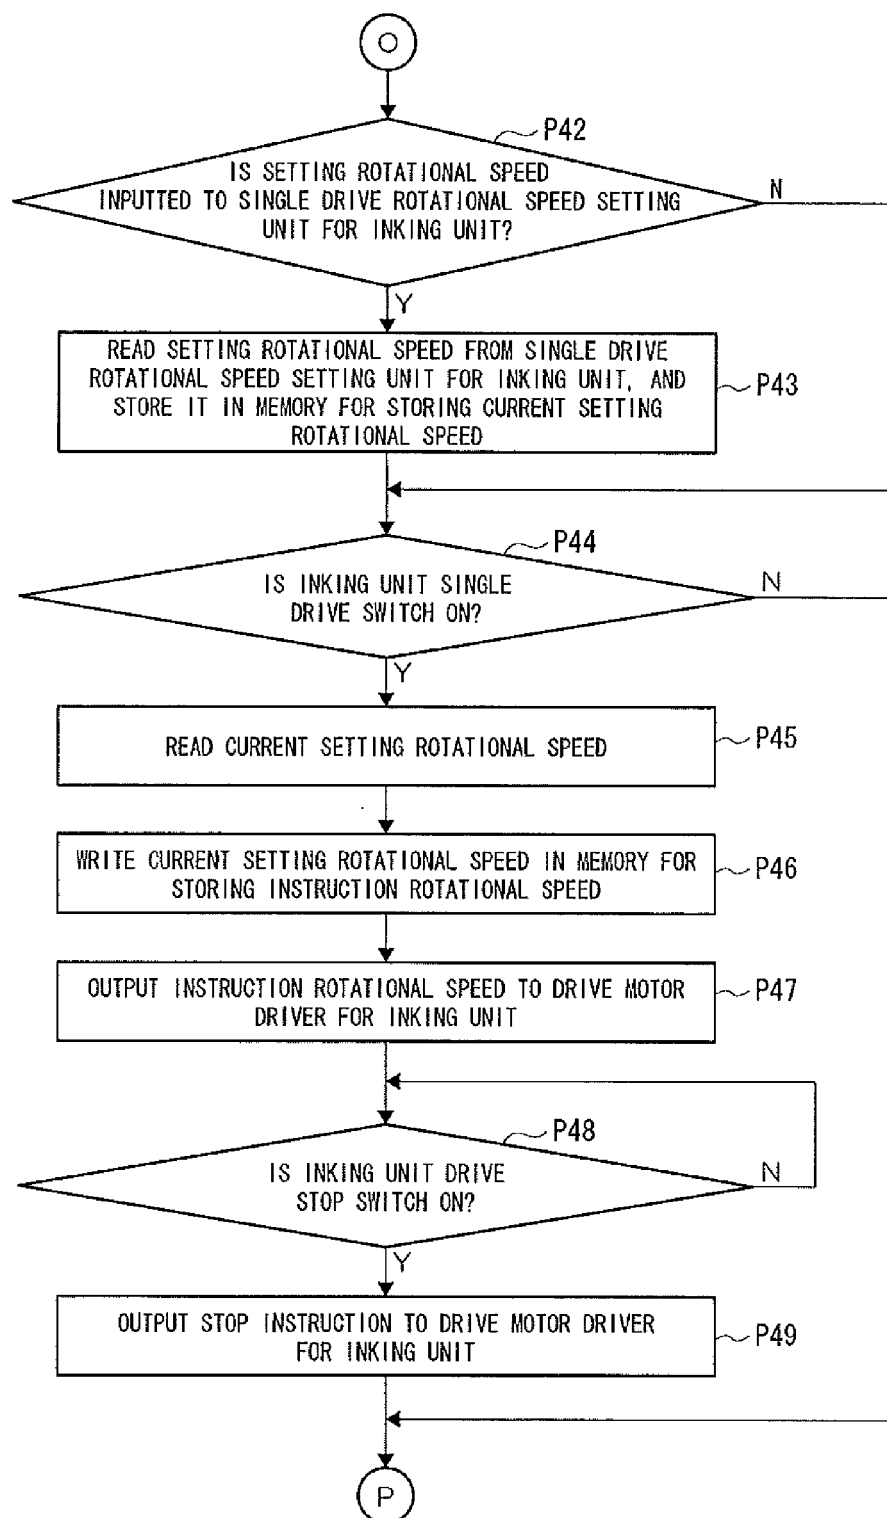 O
P42
IS SETTING ROTATIONAL SPEED
INPUTTED TO SINGLE DRIVE ROTATIONAL SPEED SETTING
UNIT FOR INKING UNIT?
N
Y
READ SETTING ROTATIONAL SPEED FROM SINGLE DRIVE
ROTATIONAL SPEED SETTING UNIT FOR INKING UNIT, AND
STORE IT IN MEMORY FOR STORING CURRENT SETTING
ROTATIONAL SPEED
P43
P44
IS INKING UNIT SINGLE
DRIVE SWITCH ON?
N
Y
READ CURRENT SETTING ROTATIONAL SPEED
P45
WRITE CURRENT SETTING ROTATIONAL SPEED IN MEMORY FOR
STORING INSTRUCTION ROTATIONAL SPEED
P46
OUTPUT INSTRUCTION ROTATIONAL SPEED TO DRIVE MOTOR
DRIVER FOR INKING UNIT
P47
P48
IS INKING UNIT DRIVE
STOP SWITCH ON?
N
Y
OUTPUT STOP INSTRUCTION TO DRIVE MOTOR DRIVER
FOR INKING UNIT
P49
P